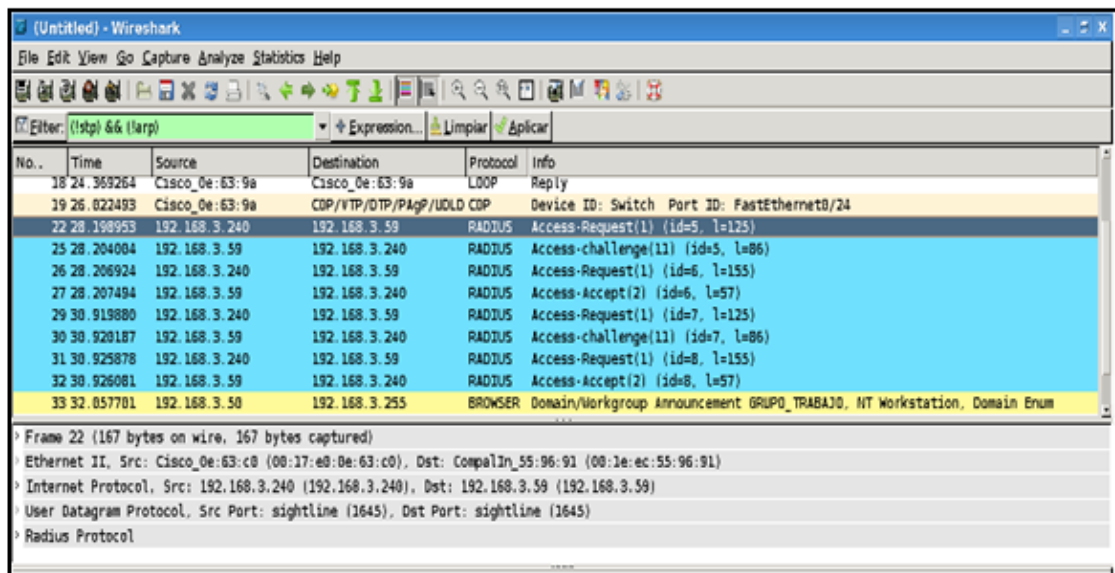 (Untitled) - Wireshark
File Edit View Go Capture Analyze Statistics Help
Filter: (!stp) && (!arp) Expression... Limpiar Aplicar
No.. Time Source Destination Protocol Info
18 24.369264 Cisco_0e:63:9a Cisco_0e:63:9a LOOP Reply
19 26.022493 Cisco_0e:63:9a CDP/VTP/DTP/PAgP/UDLD CDP Device ID: Switch Port ID: FastEthernet0/24
22 28.198953 192.168.3.240 192.168.3.59 RADIUS Access-Request(1) (id=5, l=125)
25 28.204004 192.168.3.59 192.168.3.240 RADIUS Access-challenge(11) (id=5, l=86)
26 28.206924 192.168.3.240 192.168.3.59 RADIUS Access-Request(1) (id=6, l=155)
27 28.207494 192.168.3.59 192.168.3.240 RADIUS Access-Accept(2) (id=6, l=57)
29 30.919880 192.168.3.240 192.168.3.59 RADIUS Access-Request(1) (id=7, l=125)
30 30.920187 192.168.3.59 192.168.3.240 RADIUS Access-challenge(11) (id=7, l=86)
31 30.925878 192.168.3.240 192.168.3.59 RADIUS Access-Request(1) (id=8, l=155)
32 30.926081 192.168.3.59 192.168.3.240 RADIUS Access-Accept(2) (id=8, l=57)
33 32.057701 192.168.3.50 192.168.3.255 BROWSER Domain/Workgroup Announcement GRUPO_TRABAJO, NT Workstation, Domain Enum
Frame 22 (167 bytes on wire, 167 bytes captured)
Ethernet II, Src: Cisco_0e:63:c0 (00:17:e0:0e:63:c0), Dst: CompalIn_55:96:91 (00:1e:ec:55:96:91)
Internet Protocol, Src: 192.168.3.240 (192.168.3.240), Dst: 192.168.3.59 (192.168.3.59)
User Datagram Protocol, Src Port: sightline (1645), Dst Port: sightline (1645)
Radius Protocol